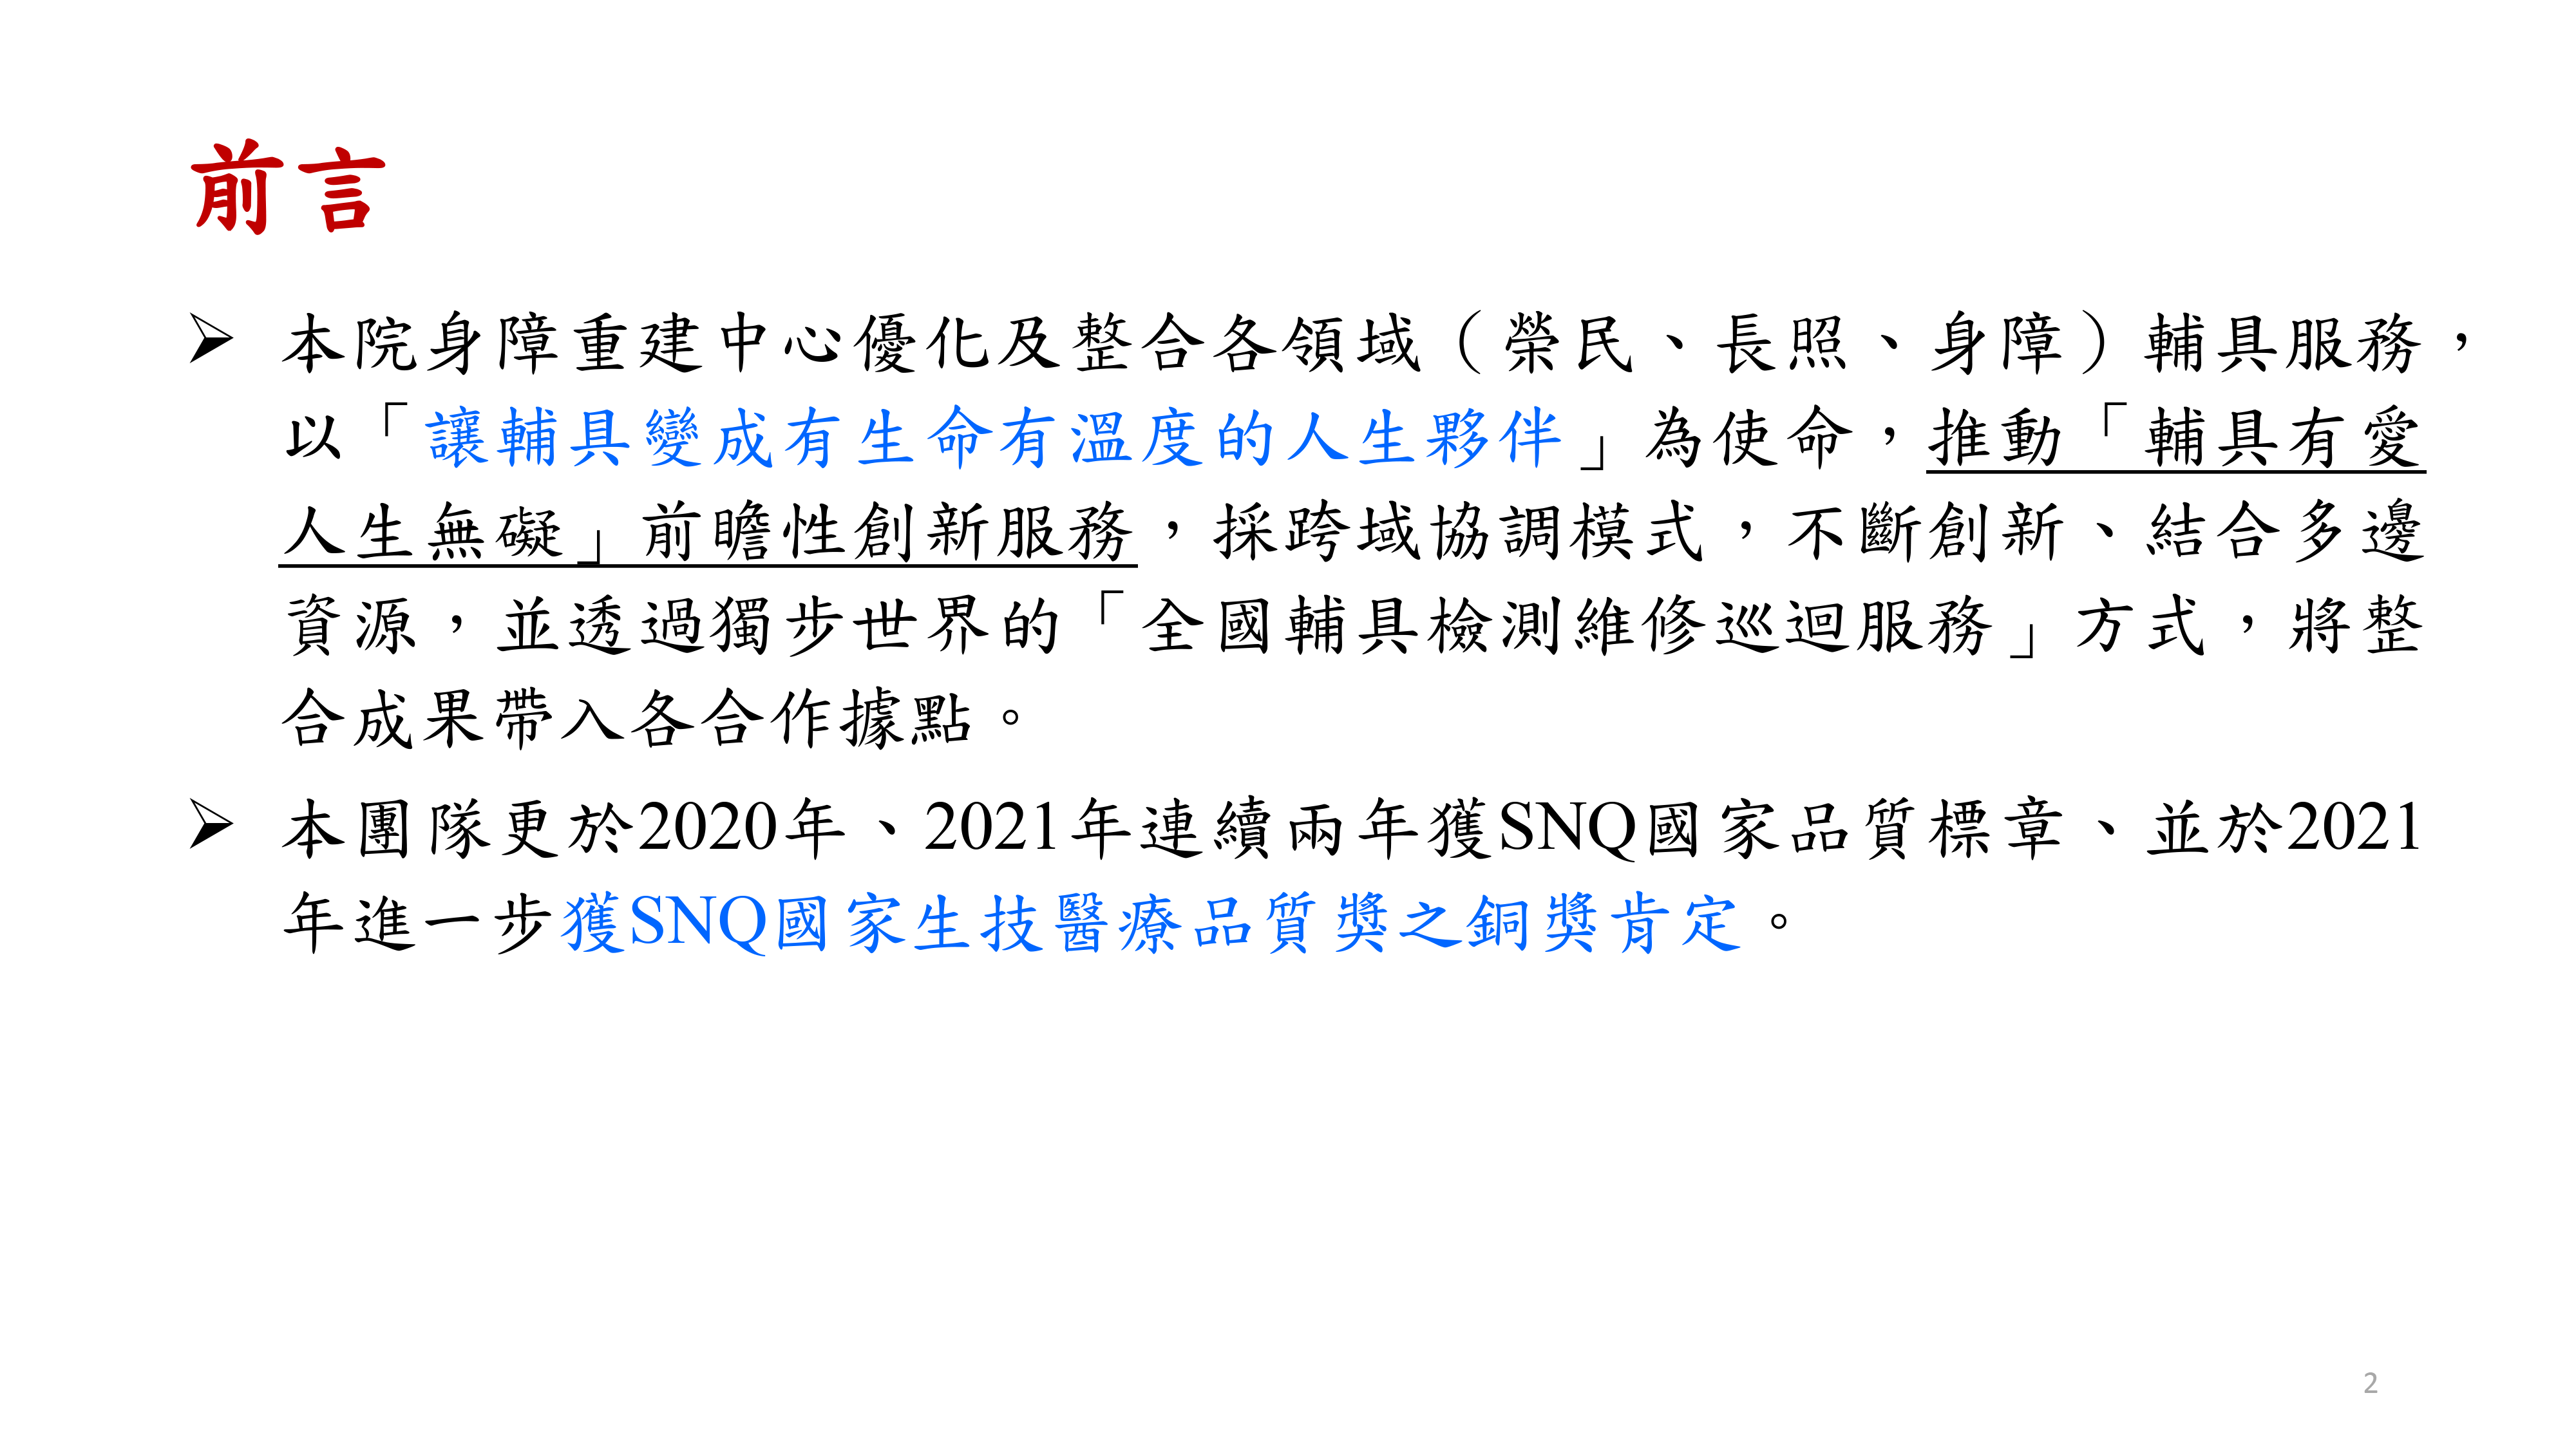 前言
➢ 本院身障重建中心優化及整合各領域（榮民、長照、身障）輔具服務，
以「讓輔具變成有生命有溫度的人生夥伴」為使命，推動「輔具有愛
人生無礙」前瞻性創新服務，採跨域協調模式，不斷創新、結合多邊
資源，並透過獨步世界的「全國輔具檢測維修巡迴服務」方式，將整
合成果帶入各合作據點。
➢ 本團隊更於2020年、2021年連續兩年獲SNQ國家品質標章、並於2021
年進一步獲SNQ國家生技醫療品質獎之銅獎肯定。
2